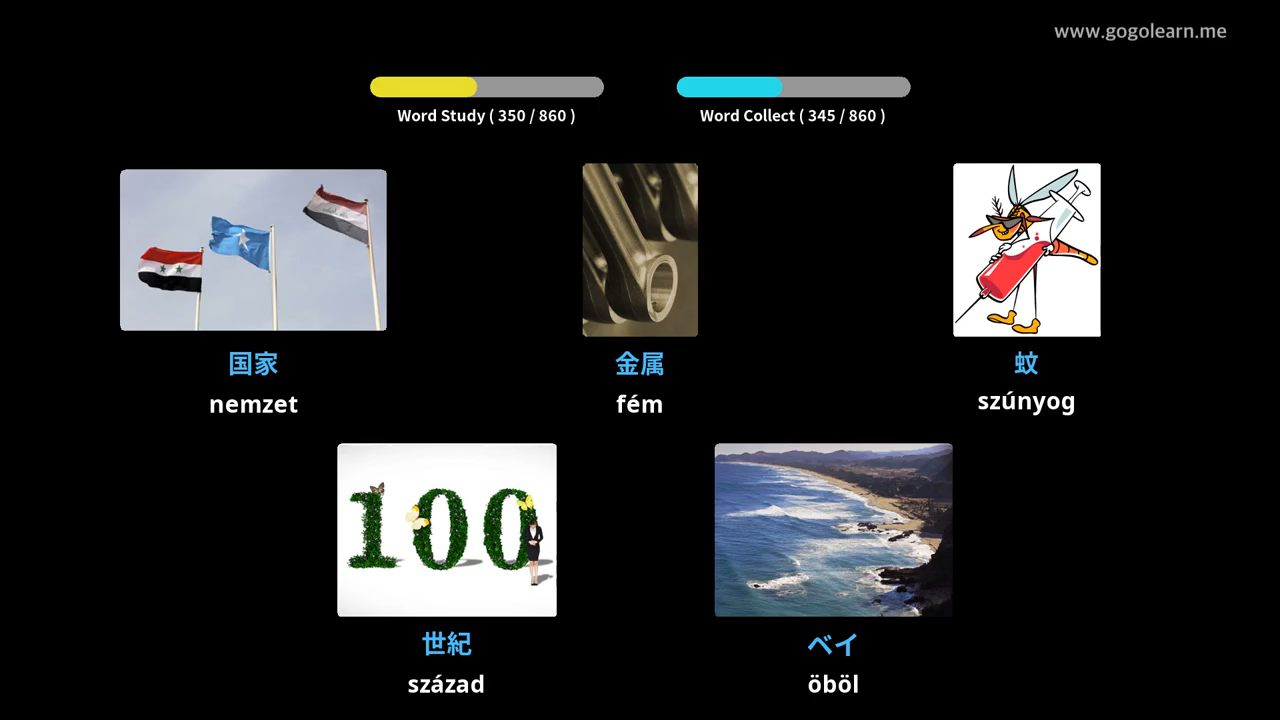 www.gogolearn.me
Word Study ( 350 / 860 )
Word Collect ( 345 / 860 )
国家
nemzet
金属
fém
蚊
szúnyog
100
世紀
század
ベイ
öböl